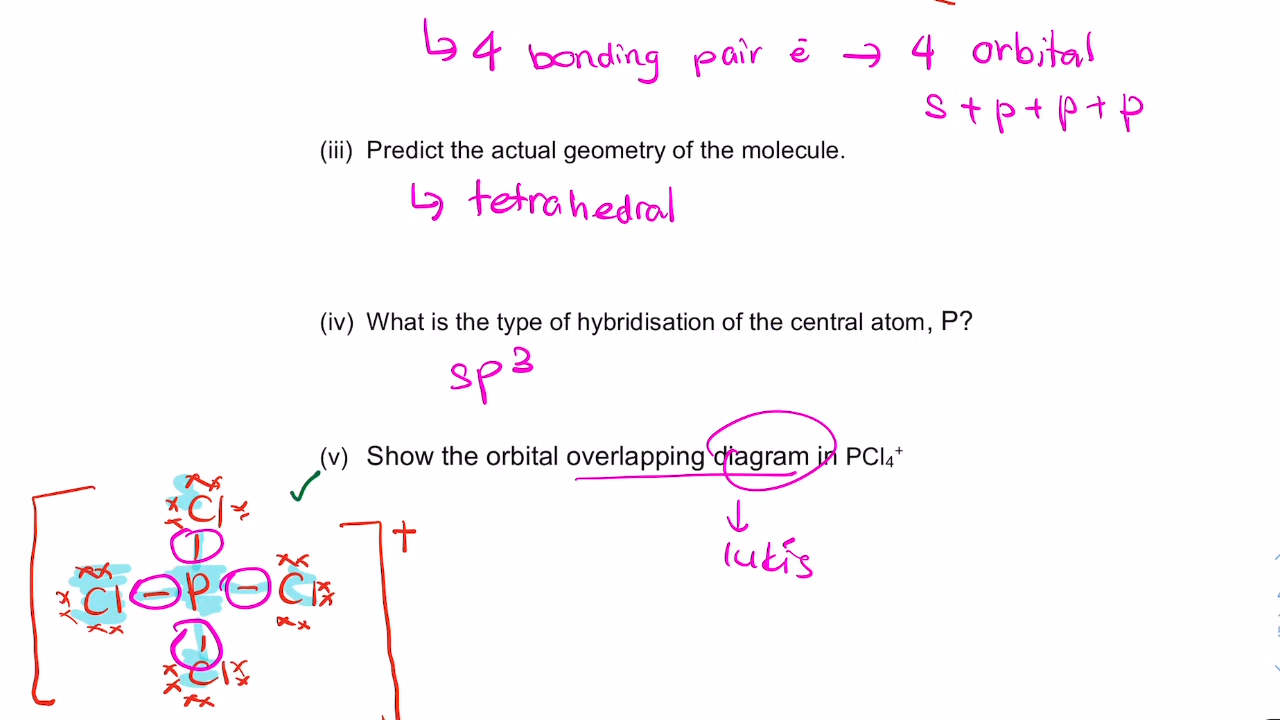 ↳ 4 bonding pair ē → 4 orbital
s + p + p + p
(iii) Predict the actual geometry of the molecule.
↳ tetrahedral
(iv) What is the type of hybridisation of the central atom, P?
sp³
(v) Show the orbital overlapping diagram in PCl₄⁺
↓
lukis
Cl
+
Cl — P — Cl
Cl